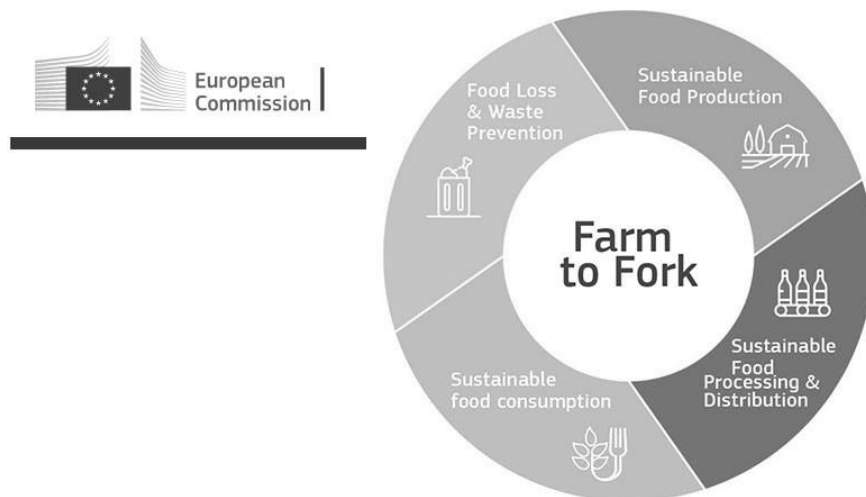 European
Commission
Food Loss
& Waste
Prevention
Sustainable
Food Production
Farm
to Fork
Sustainable
Food
Processing &
Distribution
Sustainable
food consumption